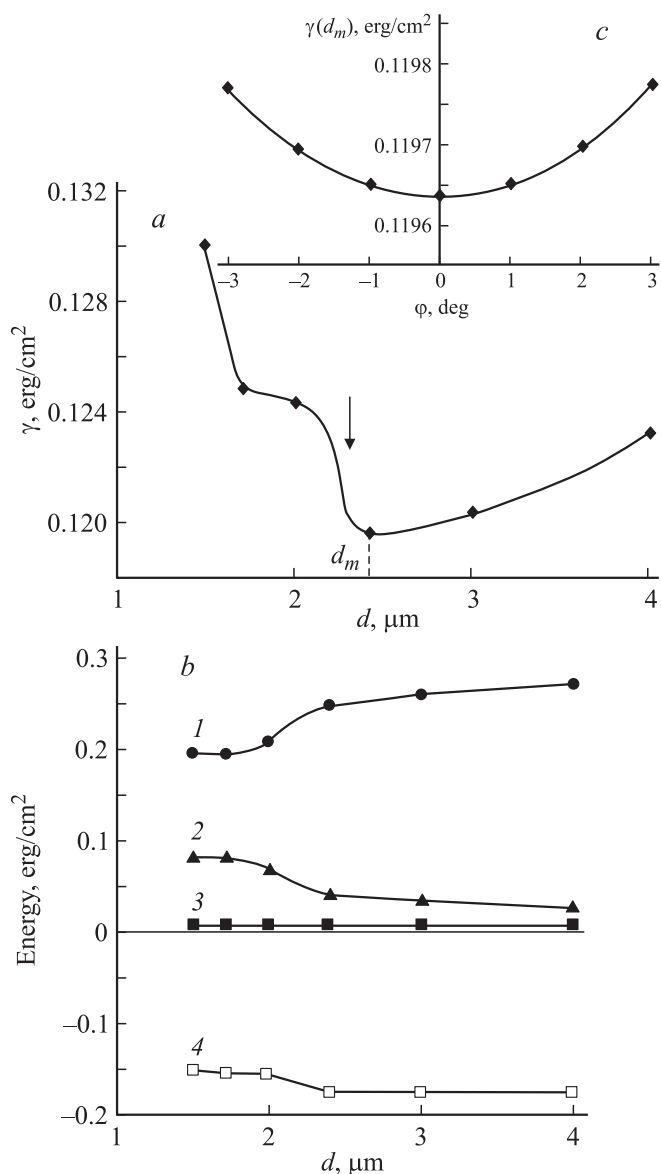 γ(d_m), erg/cm²
c
0.1198
0.1197
0.1196
–3 –2 –1 0 1 2 3
φ, deg
a
0.132
0.128
0.124
0.120
γ, erg/cm²
d_m
1 2 3 4
d, μm
b
0.3
0.2
0.1
0
–0.1
–0.2
Energy, erg/cm²
1
2
3
4
1 2 3 4
d, μm